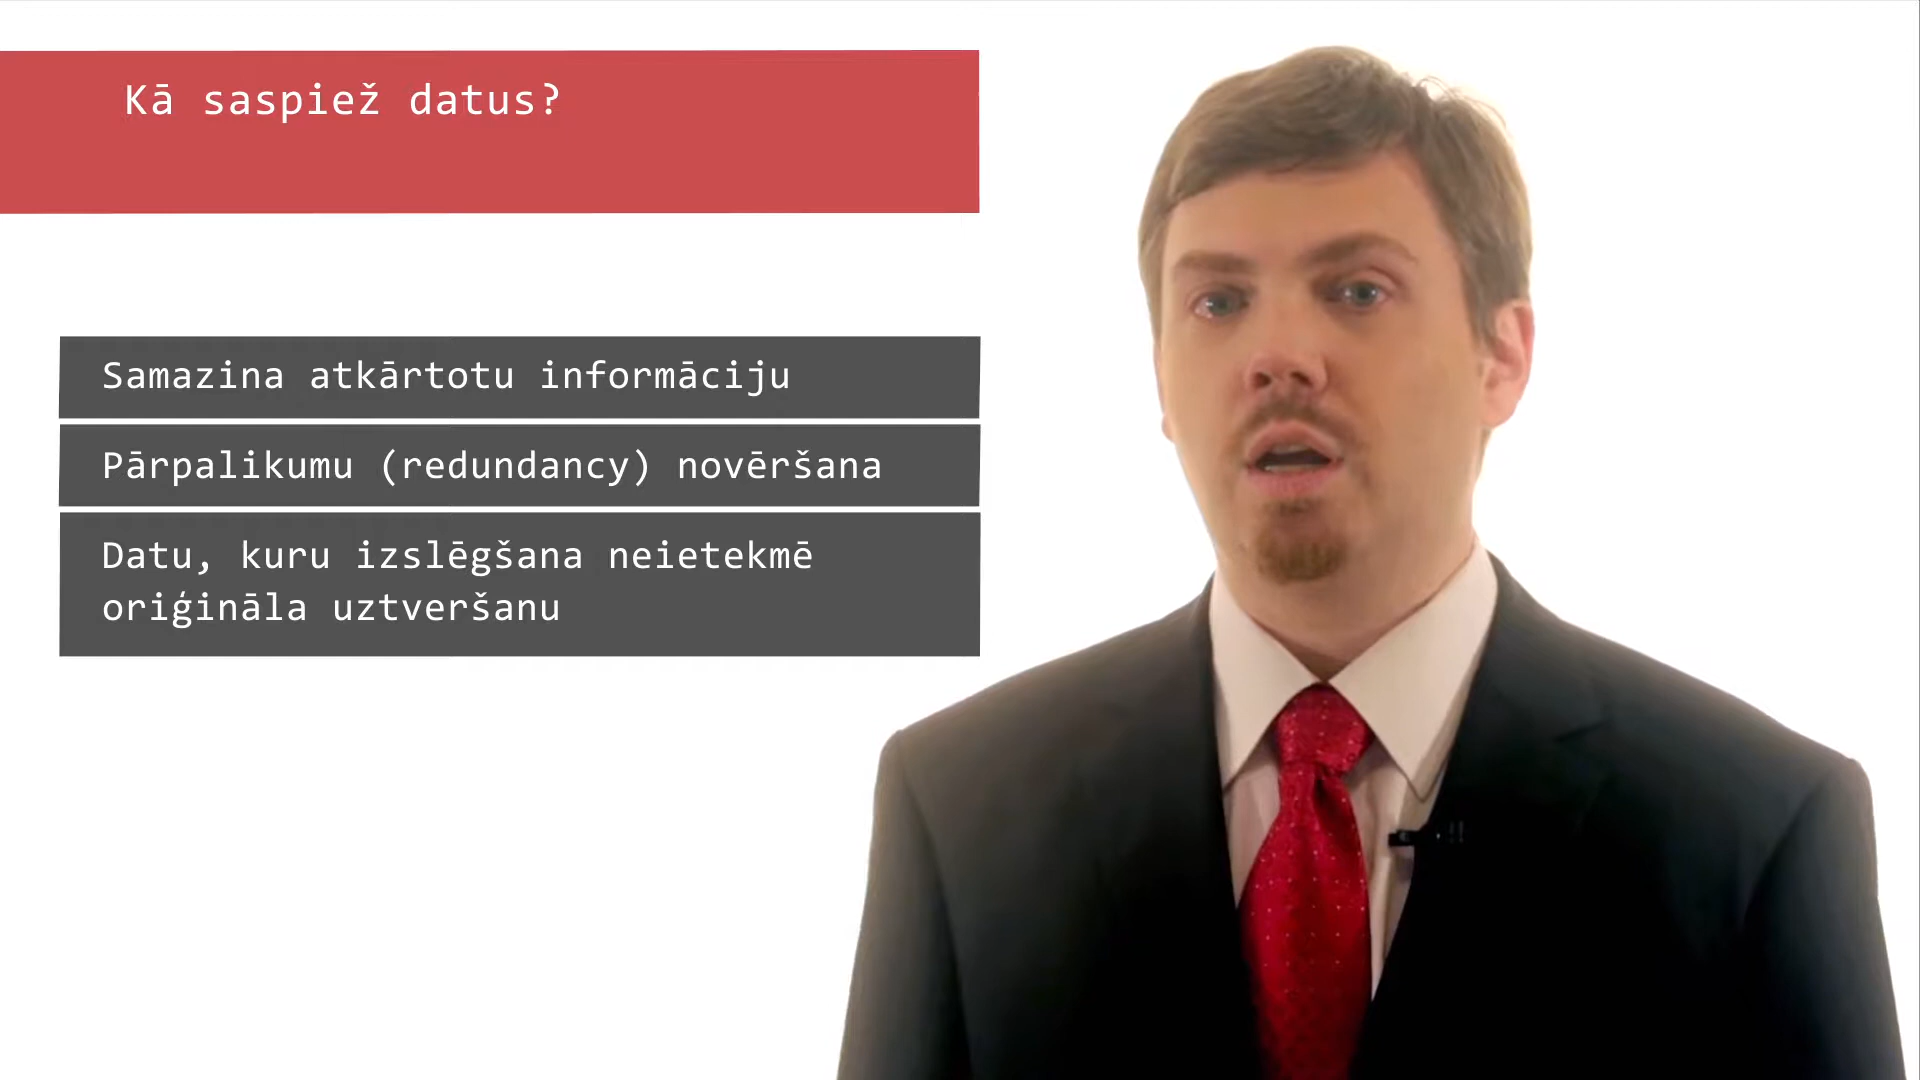 Kā saspiež datus?
Samazina atkārtotu informāciju
Pārpalikumu (redundancy) novēršana
Datu, kuru izslēgšana neietekmē
oriģināla uztveršanu